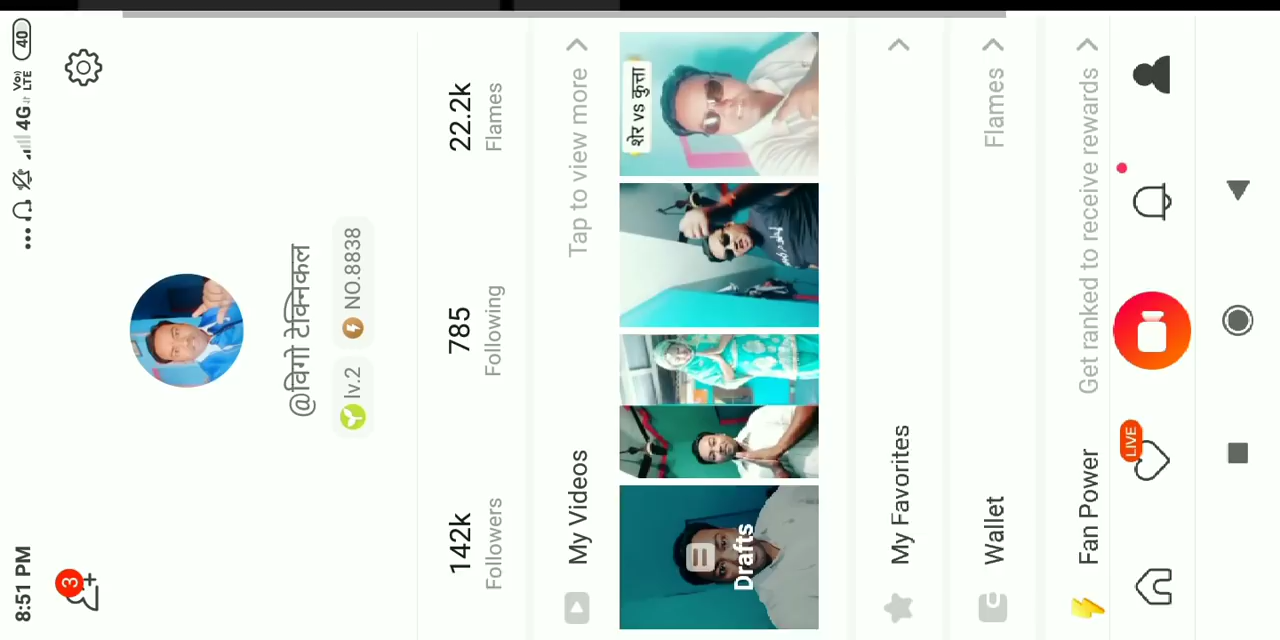 8:51 PM
4G
Vo))
LTE
40
3
@विगो टेक्निकल
lv.2
NO.8838
142k
785
22.2k
Followers
Following
Flames
My Videos
Tap to view more
Drafts
शेर vs कुत्ता
My Favorites
Wallet
Flames
Fan Power
Get ranked to receive rewards
LIVE